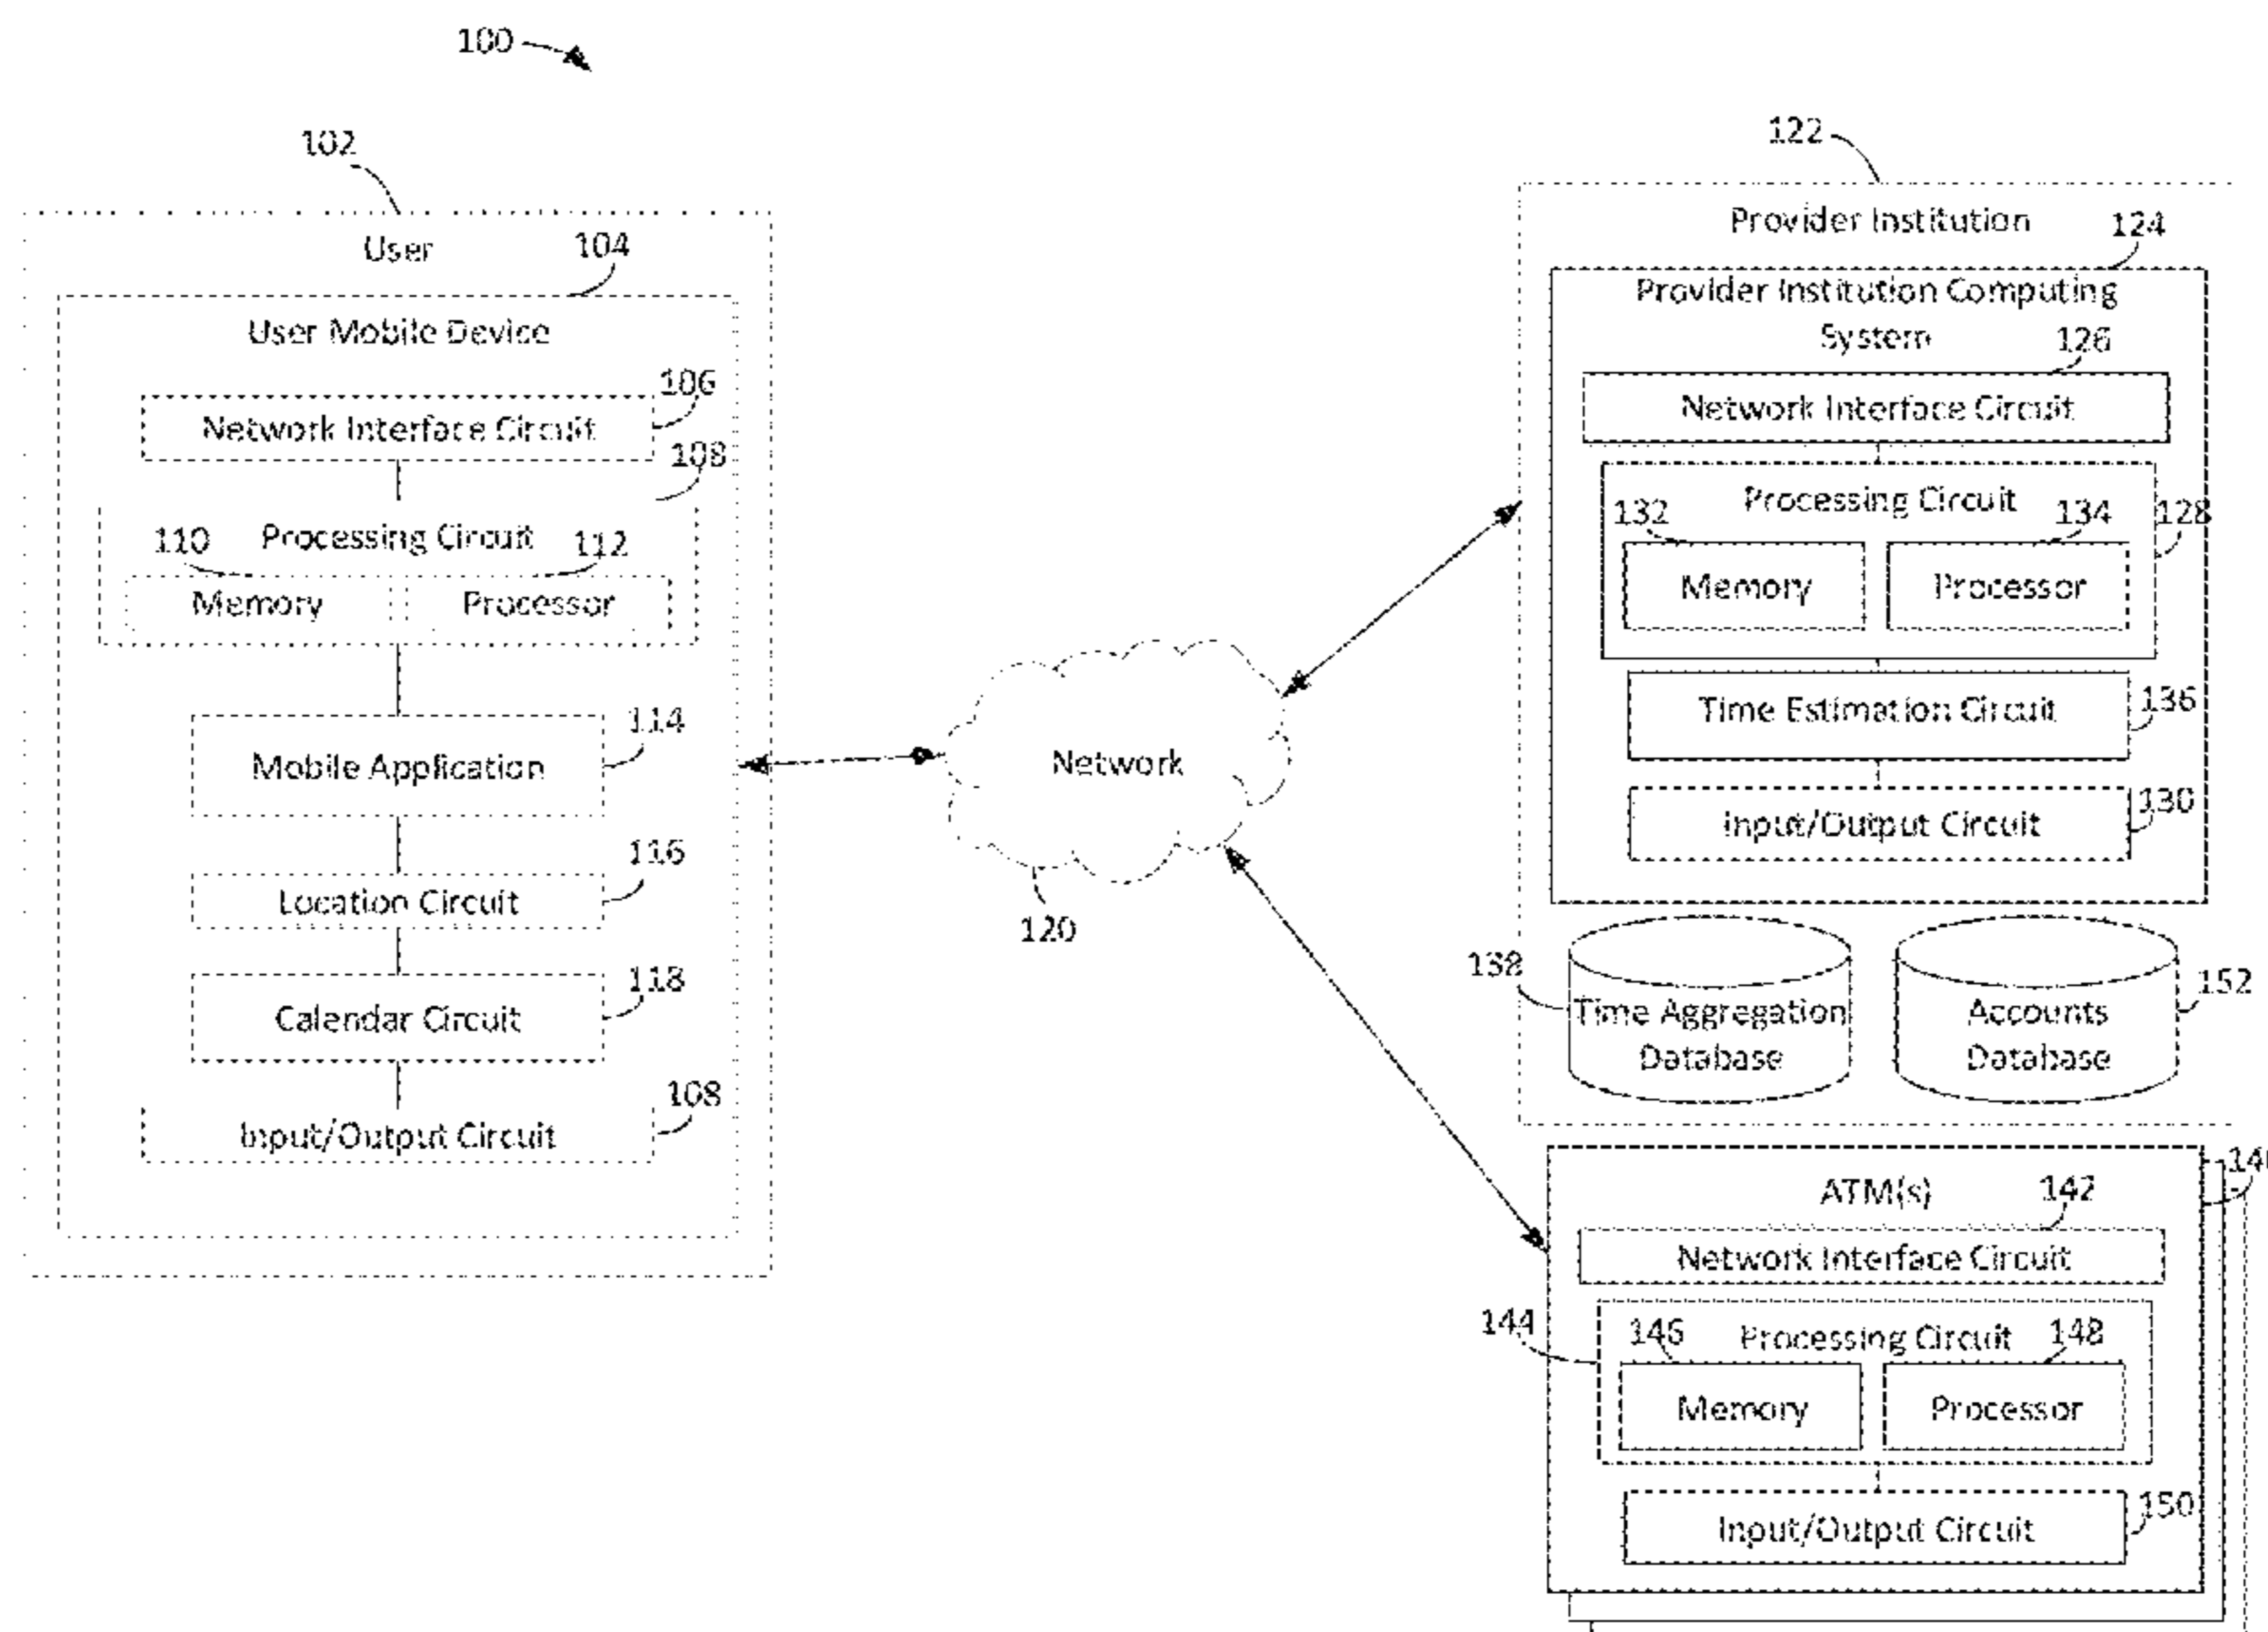 100
102
User
104
User Mobile Device
106
Network Interface Circuit
108
Processing Circuit
110
112
Memory
Processor
114
Mobile Application
116
Location Circuit
118
Calendar Circuit
108
Input/Output Circuit
Network
120
122
Provider Institution
124
Provider Institution Computing
System
126
Network Interface Circuit
Processing Circuit
132
134
128
Memory
Processor
Time Estimation Circuit
136
130
Input/Output Circuit
138
Time Aggregation
Database
Accounts
Database
152
ATM(s)
142
Network Interface Circuit
144
146
Processing Circuit
148
Memory
Processor
150
Input/Output Circuit